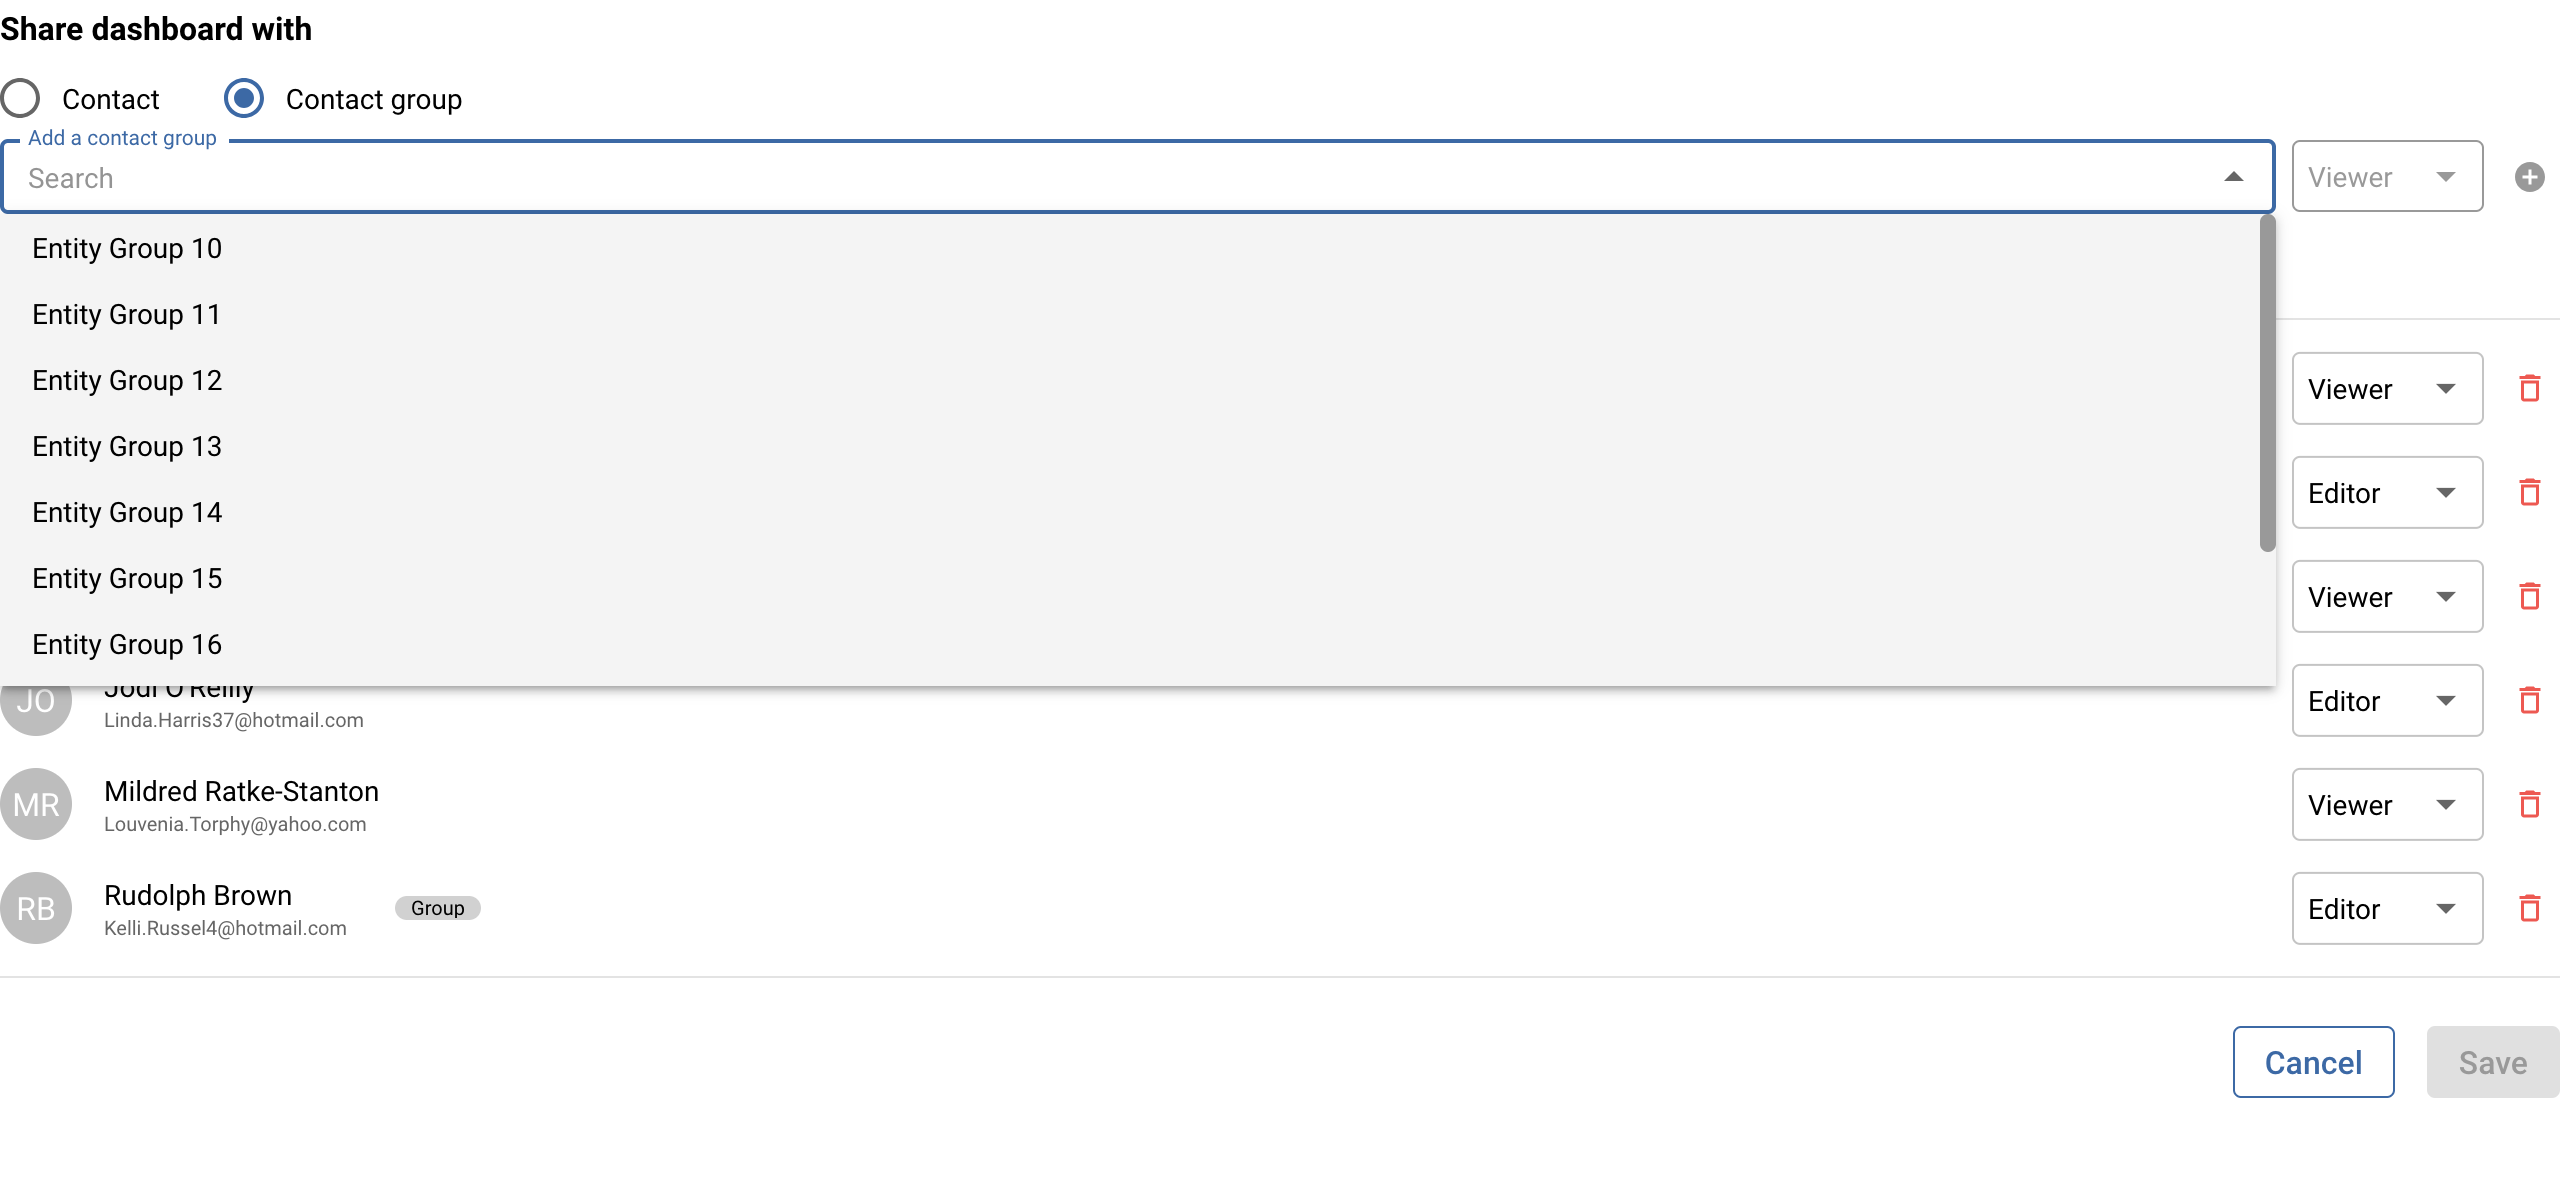 Share dashboard with
Contact
Contact group
Add a contact group
Search
Viewer
Entity Group 10
Entity Group 11
Entity Group 12
Entity Group 13
Entity Group 14
Entity Group 15
Entity Group 16
Viewer
Editor
Viewer
JO
Jodi O'Reilly
Linda.Harris37@hotmail.com
Editor
MR
Mildred Ratke-Stanton
Louvenia.Torphy@yahoo.com
Viewer
RB
Rudolph Brown
Kelli.Russel4@hotmail.com
Group
Editor
Cancel
Save